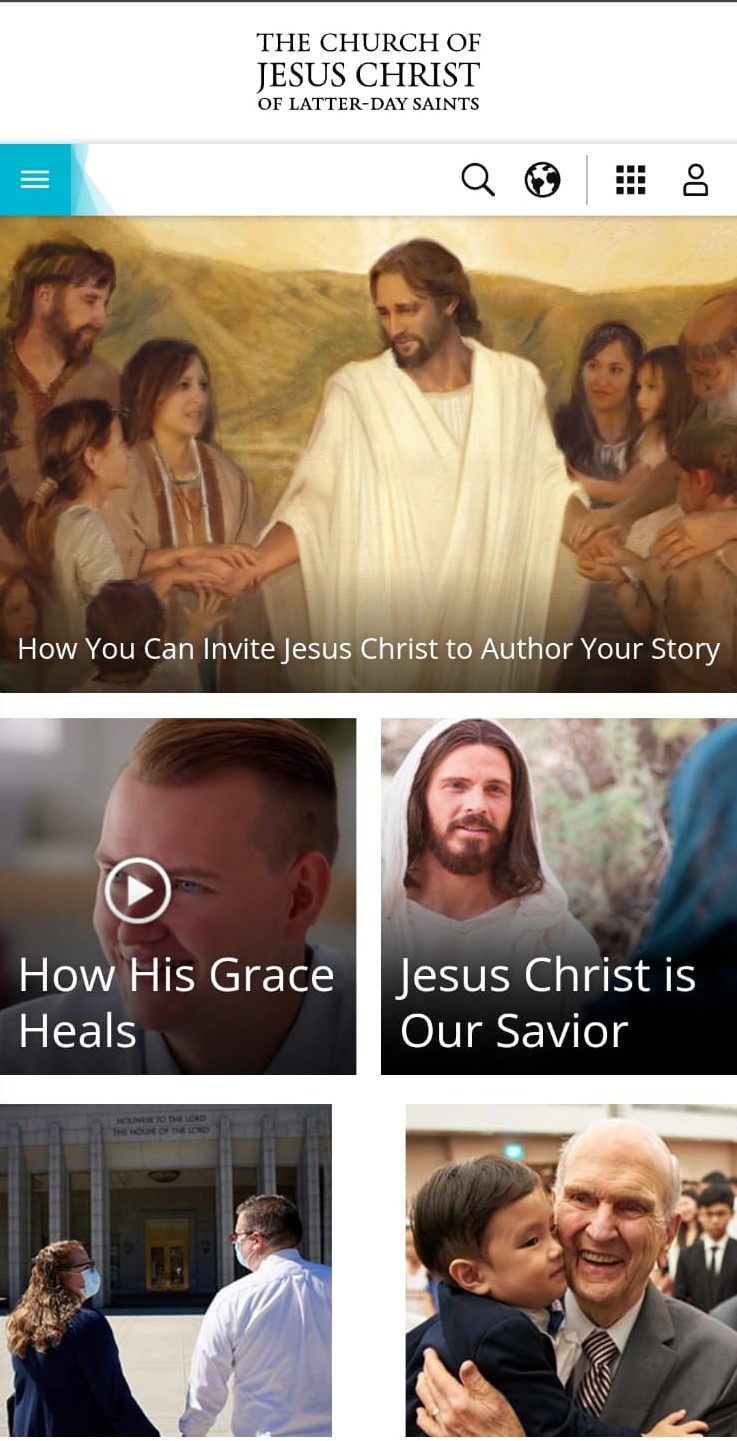 THE CHURCH OF
JESUS CHRIST
OF LATTER-DAY SAINTS
How You Can Invite Jesus Christ to Author Your Story
How His Grace
Heals
Jesus Christ is
Our Savior
HOLINESS TO THE LORD
THE HOUSE OF THE LORD